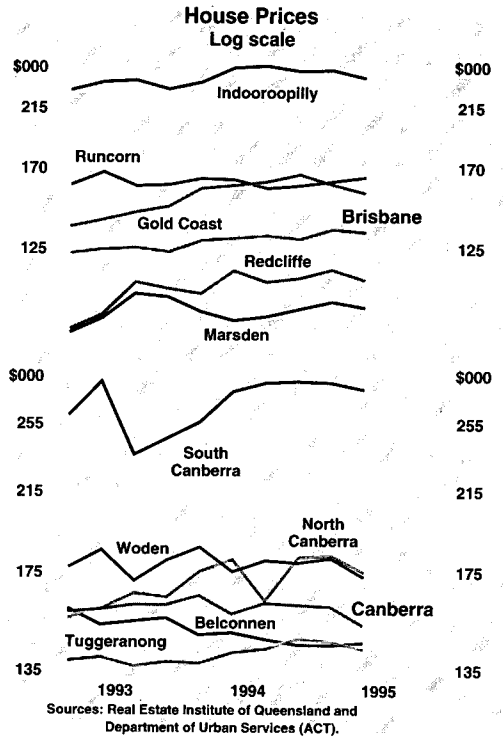 House Prices
Log scale
$000 $000
Indooroopilly
215 215
Runcorn
170 170
Gold Coast Brisbane
125 125
Redcliffe
Marsden
$000 $000
255 255
South
Canberra
215 215
North
Woden Canberra
175 175
Canberra
Belconnen
Tuggeranong
135 135
1993 1994 1995
Sources: Real Estate Institute of Queensland and
Department of Urban Services (ACT).